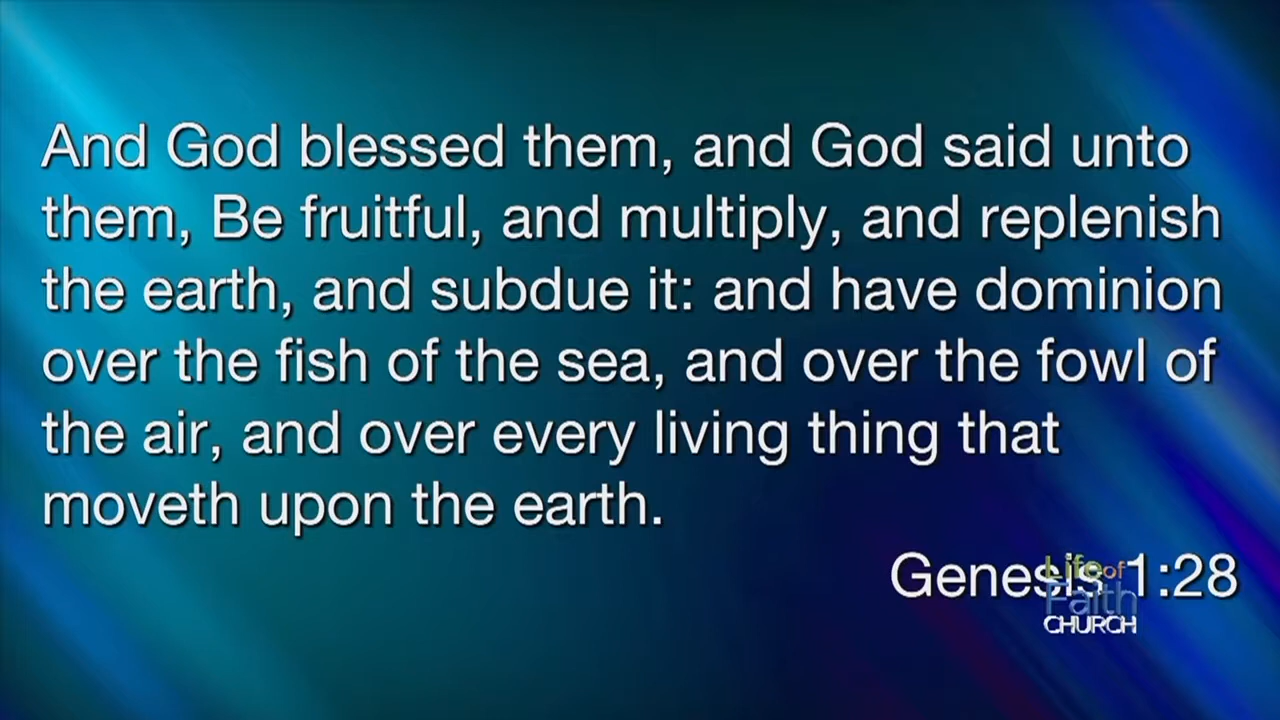 And God blessed them, and God said unto
them, Be fruitful, and multiply, and replenish
the earth, and subdue it: and have dominion
over the fish of the sea, and over the fowl of
the air, and over every living thing that
moveth upon the earth.
Genesis 1:28
Life of
Faith
CHURCH